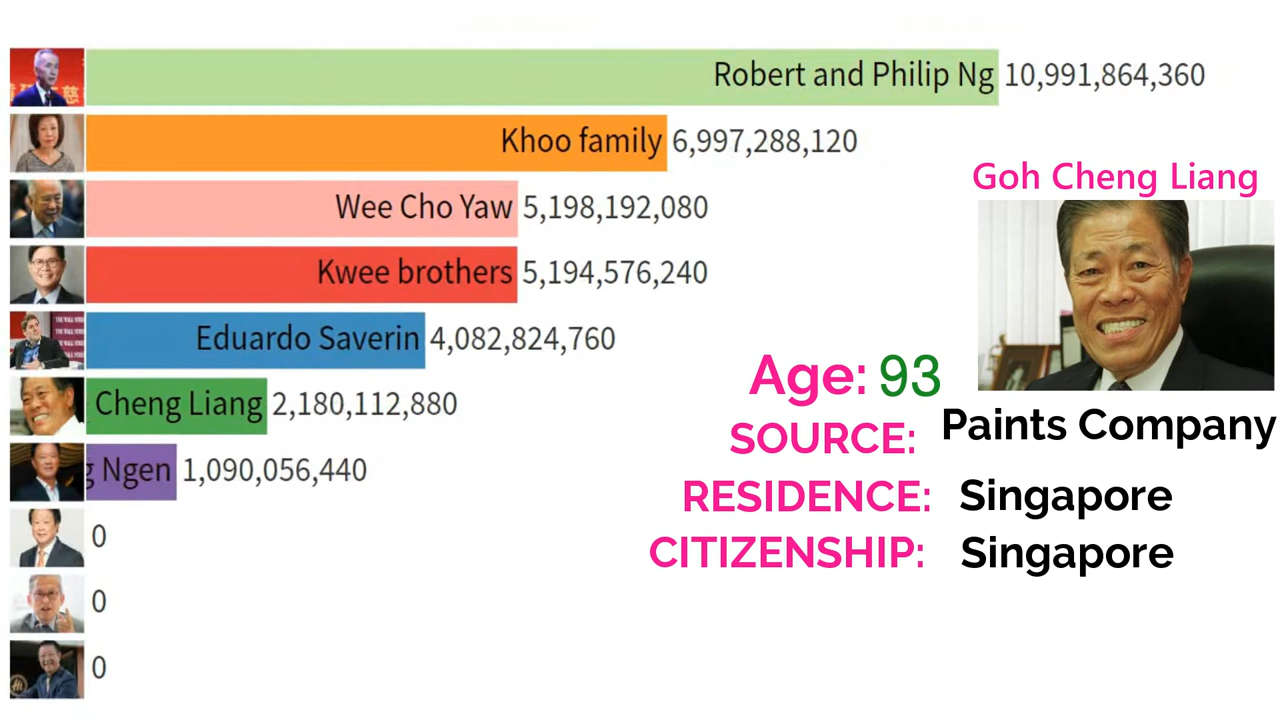 Robert and Philip Ng 10,991,864,360
Khoo family 6,997,288,120
Wee Cho Yaw 5,198,192,080
Kwee brothers 5,194,576,240
Eduardo Saverin 4,082,824,760
Cheng Liang 2,180,112,880
g Ngen 1,090,056,440
0
0
0
Goh Cheng Liang
Age: 93
SOURCE: Paints Company
RESIDENCE: Singapore
CITIZENSHIP: Singapore